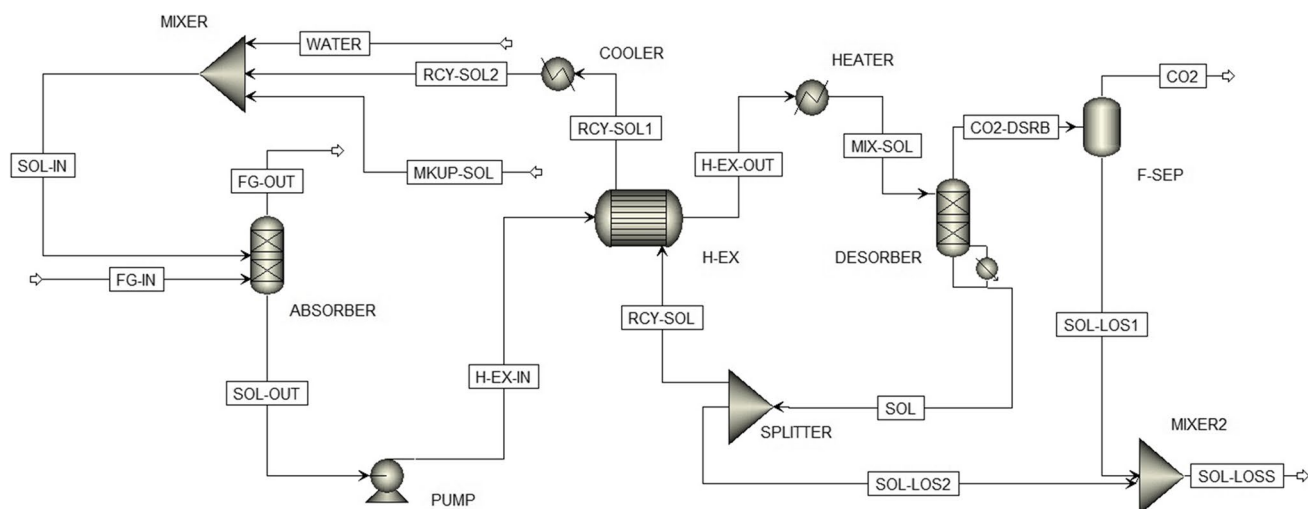 MIXER
WATER
COOLER
HEATER
CO2
RCY-SOL2
RCY-SOL1
CO2-DSRB
MIX-SOL
SOL-IN
FG-OUT
MKUP-SOL
H-EX-OUT
F-SEP
H-EX
DESORBER
FG-IN
ABSORBER
RCY-SOL
SOL-LOS1
H-EX-IN
SOL-OUT
SOL
SPLITTER
MIXER2
SOL-LOS2
SOL-LOSS
PUMP